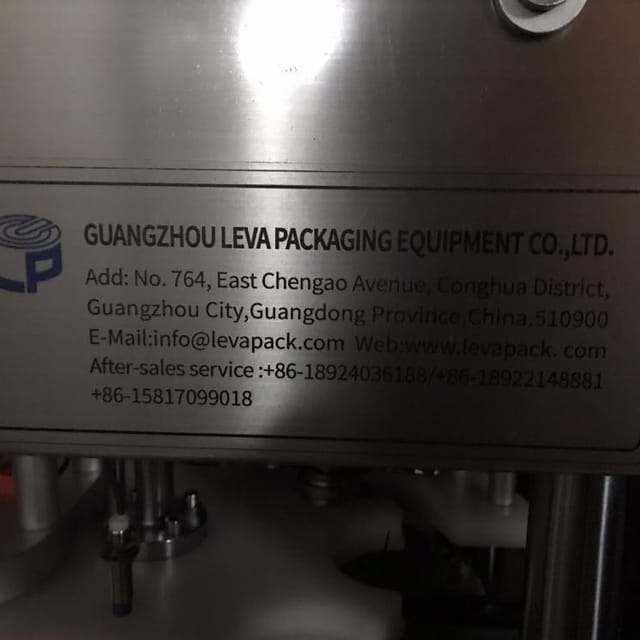 LP
GUANGZHOU LEVA PACKAGING EQUIPMENT CO.,LTD.
Add: No. 764, East Chengao Avenue, Conghua District,
Guangzhou City,Guangdong Province,China.510900
E-Mail:info@levapack.com Web:www.levapack. com
After-sales service :+86-18924036188/+86-18922148881
+86-15817099018